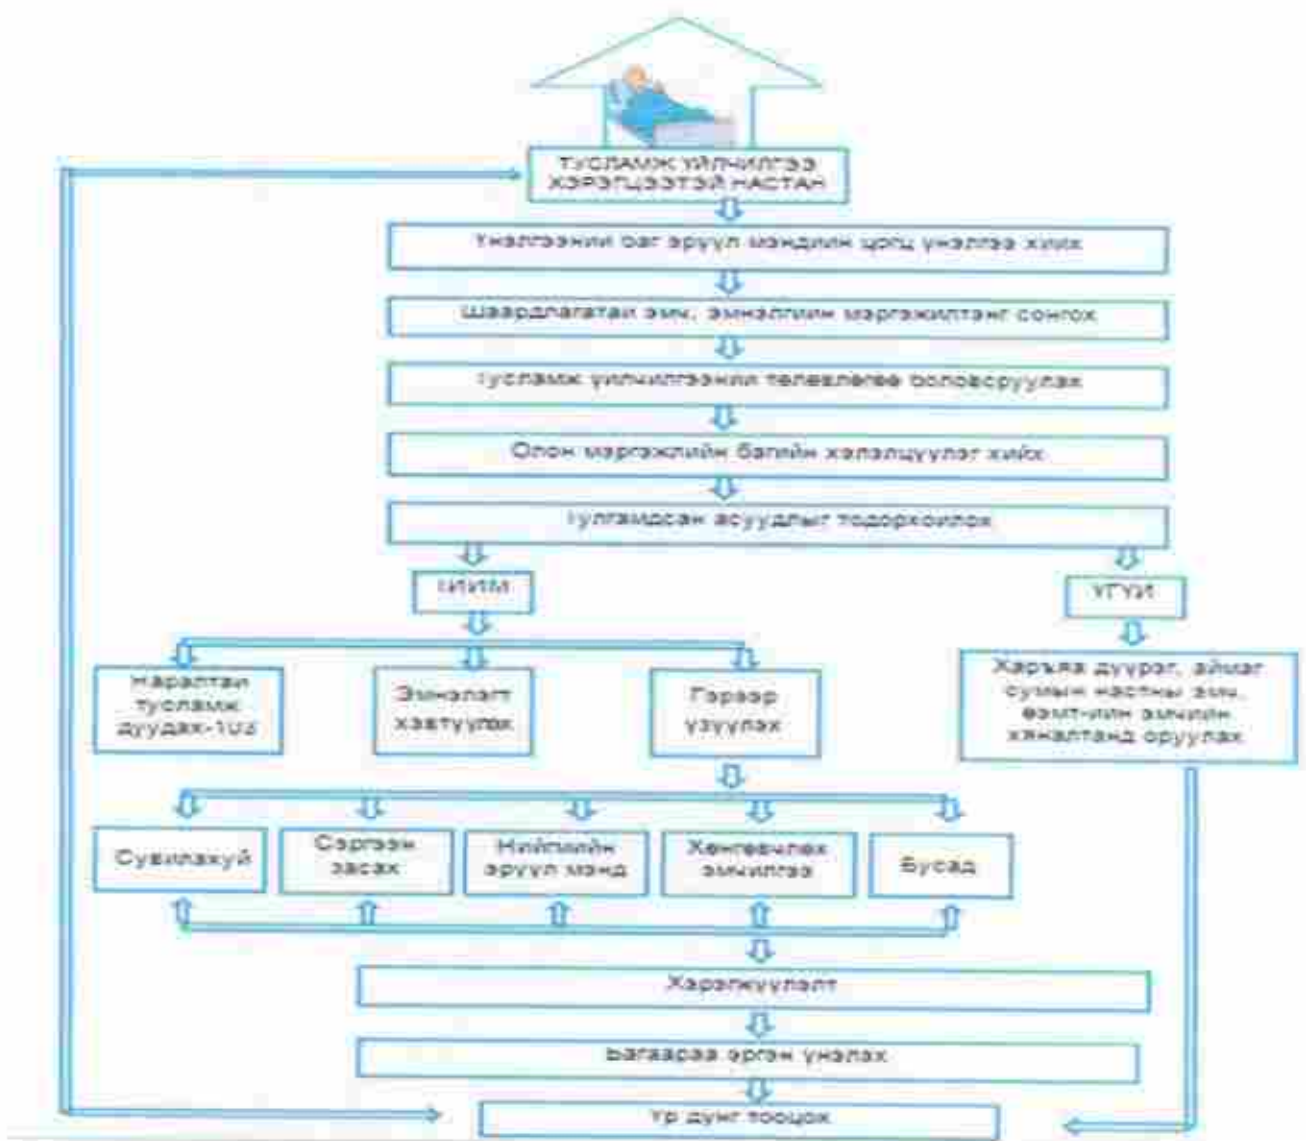 ТУСЛАМЖ ҮЙЛЧИЛГЭЭ
ХЭРЭГЦЭЭТЭЙ НАСТАН
Үнэлгээний баг эрүүл мэндийн цогц үнэлгээ хийх
Шаардлагатай эмч, эмнэлгийн мэргэжилтэнг сонгох
Тусламж үйлчилгээний төлөвлөгөө боловсруулах
Олон мэргэжлийн багийн хэлэлцүүлэг хийх
Тулгамдсан асуудлыг тодорхойлох
ТИЙМ
ҮГҮЙ
Яаралтай
тусламж
дуудах-103
Эмнэлэгт
хэвтүүлэх
Гэрээр
үзүүлэх
Харъяа дүүрэг, аймаг
сумын настны эмч,
өэмт-ийн эмчийн
хяналтанд оруулах
Сувилахуй
Сэргээн
засах
Нийгмийн
эрүүл мэнд
Хөнгөвчлөх
эмчилгээ
Бусад
Хэрэгжүүлэлт
Багаараа эргэн үнэлэх
Үр дүнг тооцох